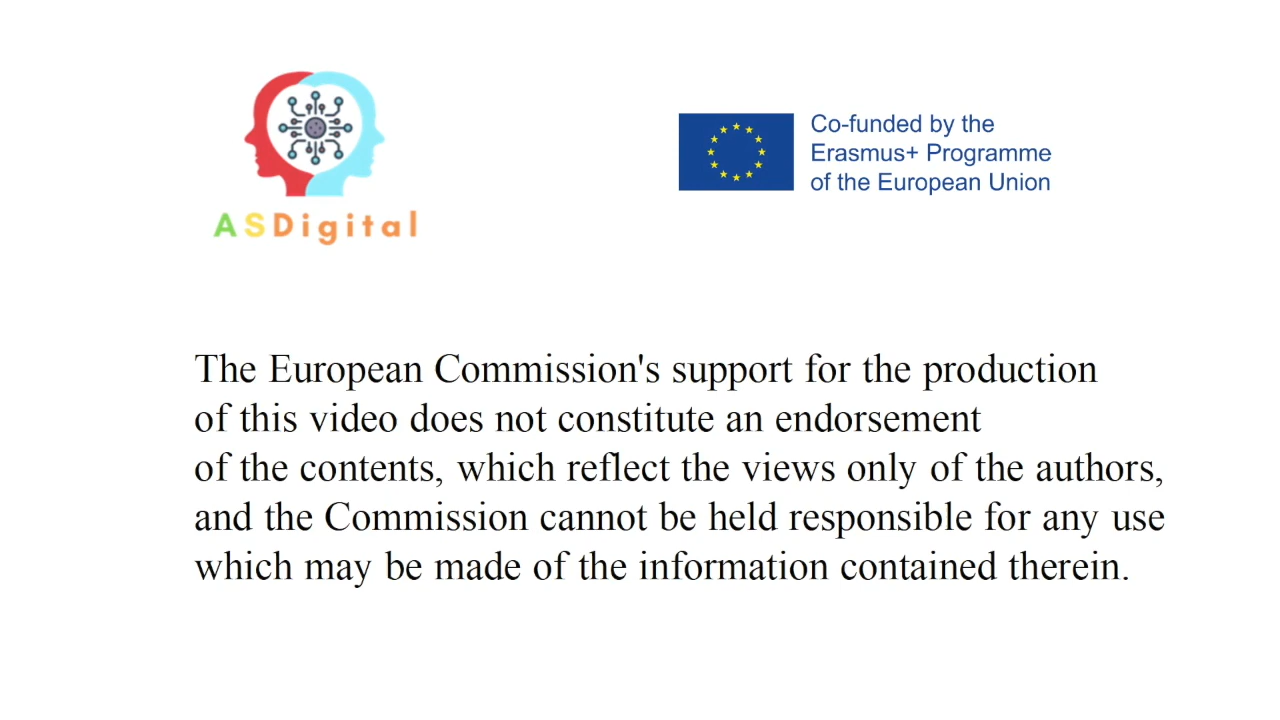 ASDigital
Co-funded by the
Erasmus+ Programme
of the European Union
The European Commission's support for the production
of this video does not constitute an endorsement
of the contents, which reflect the views only of the authors,
and the Commission cannot be held responsible for any use
which may be made of the information contained therein.